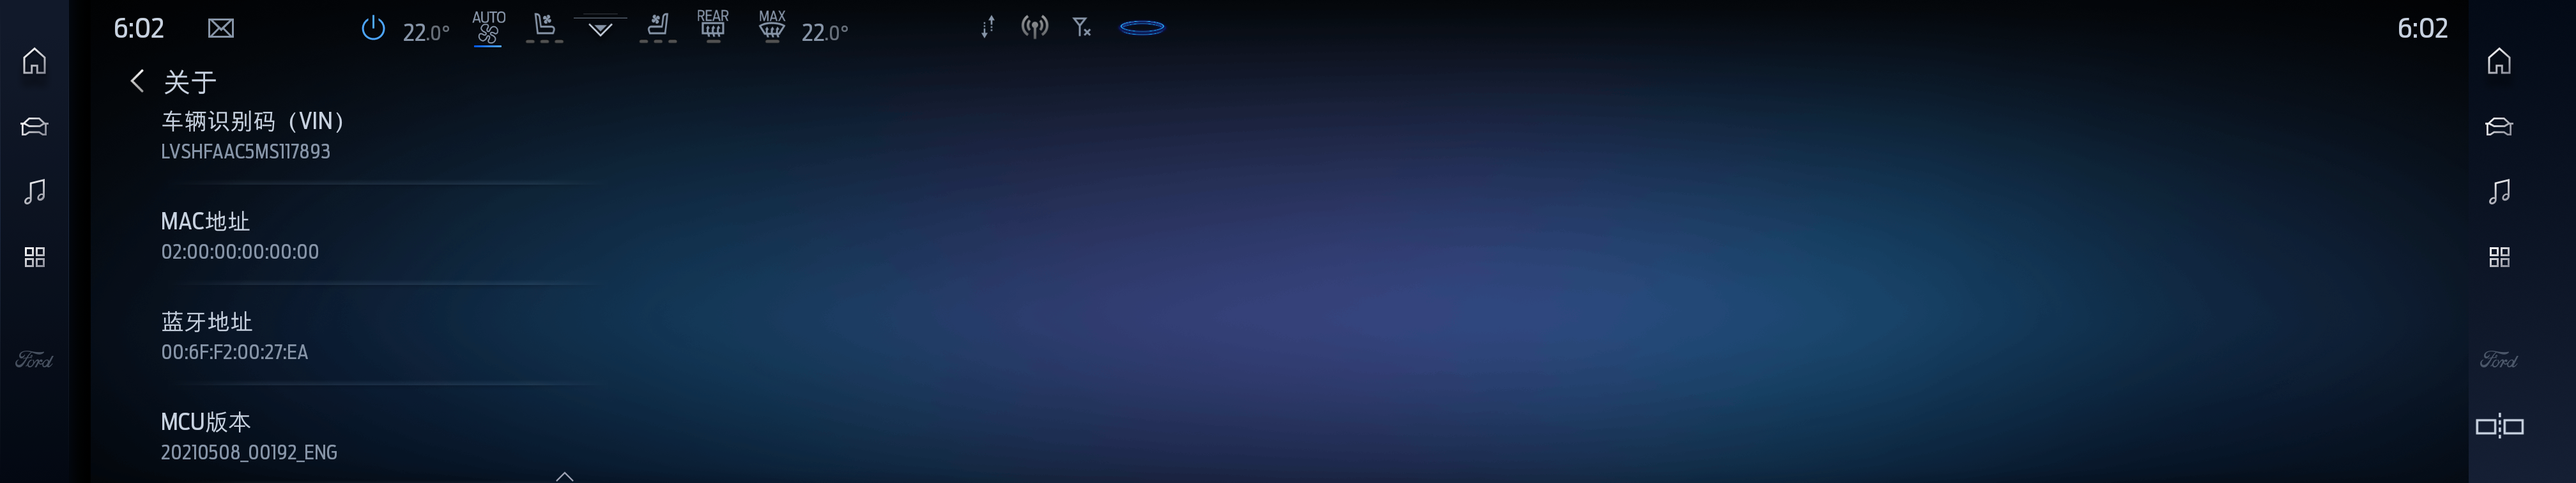 6:02 22.0° AUTO REAR MAX 22.0° 6:02
关于
车辆识别码（VIN）
LVSHFAAC5MS117893
MAC地址
02:00:00:00:00:00
蓝牙地址
00:6F:F2:00:27:EA
Ford Ford
MCU版本
20210508_00192_ENG